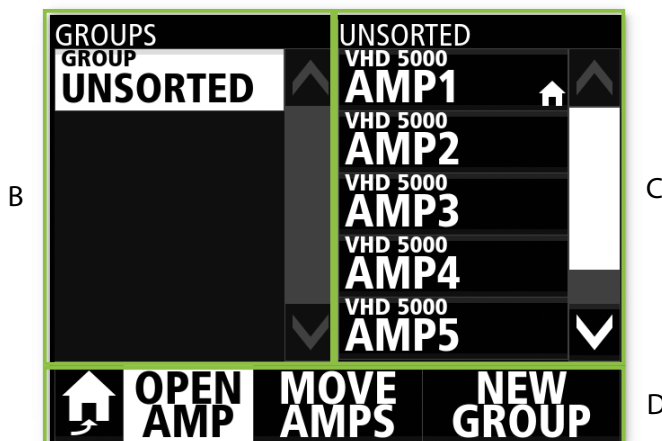 GROUPS
GROUP
UNSORTED
UNSORTED
VHD 5000
AMP1
VHD 5000
AMP2
VHD 5000
AMP3
VHD 5000
AMP4
VHD 5000
AMP5
B
C
OPEN
AMP
MOVE
AMPS
NEW
GROUP
D